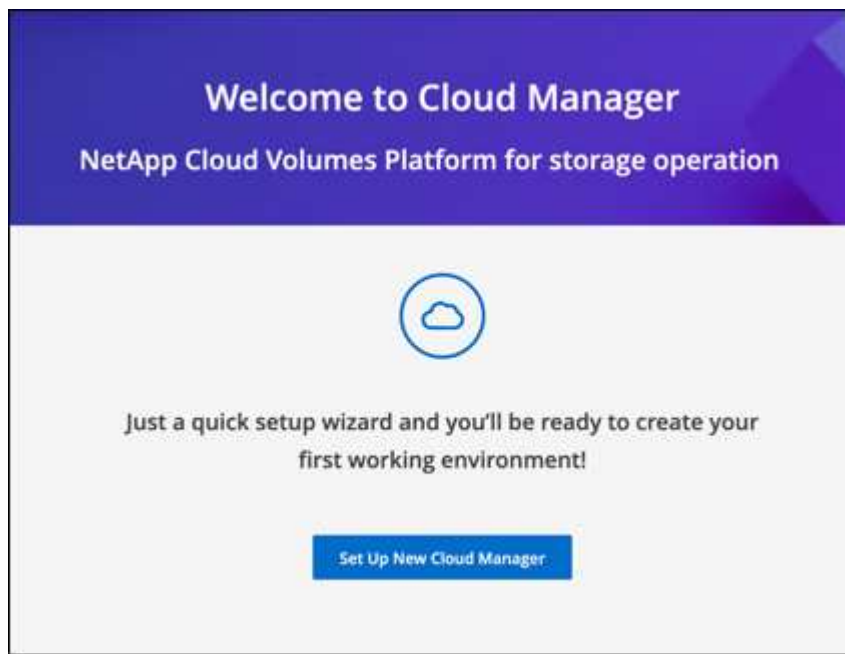 Welcome to Cloud Manager
NetApp Cloud Volumes Platform for storage operation
Just a quick setup wizard and you'll be ready to create your
first working environment!
Set Up New Cloud Manager